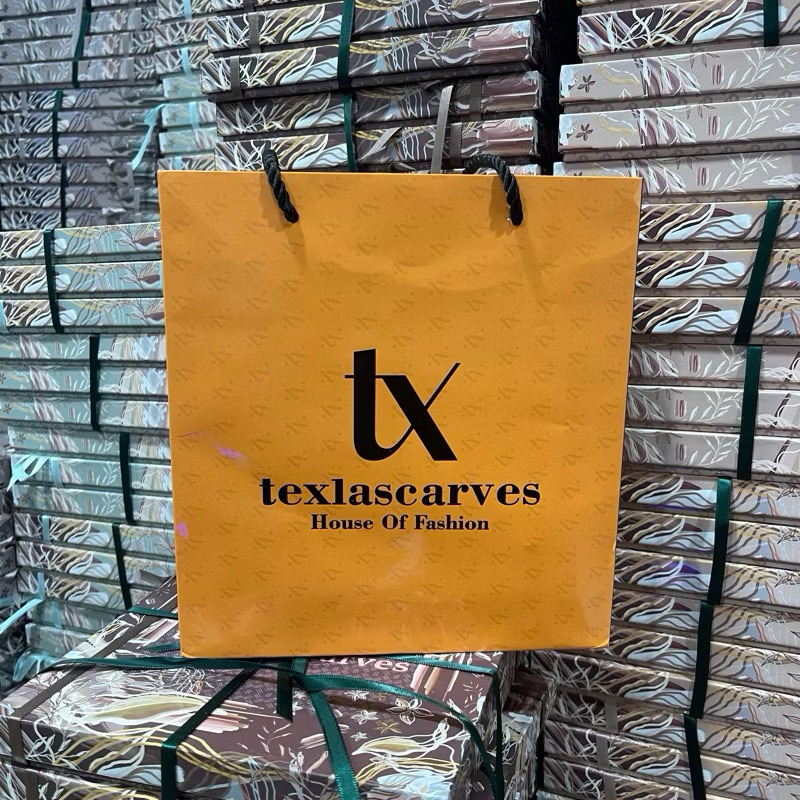 tx
texlascarves
House Of Fashion